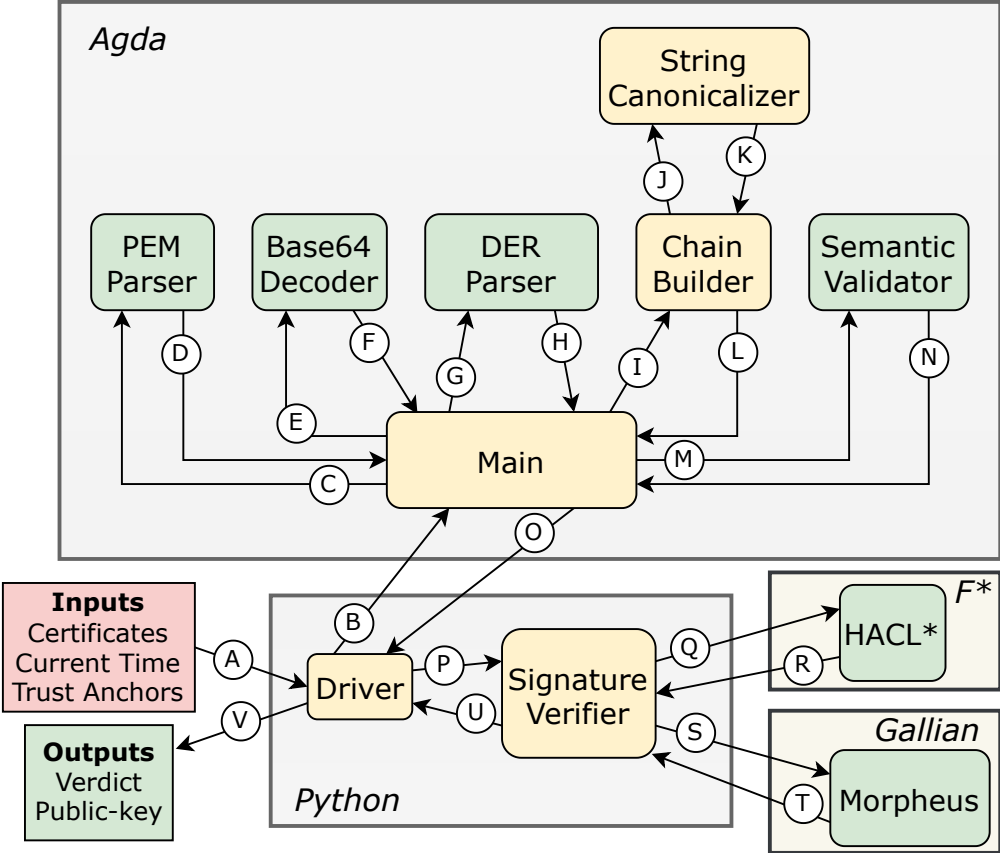 Agda
String
Canonicalizer
J
K
PEM
Parser
Base64
Decoder
DER
Parser
Chain
Builder
Semantic
Validator
D
F
G
H
I
L
N
E
C
Main
M
O
B
Inputs
Certificates
Current Time
Trust Anchors
A
V
Outputs
Verdict
Public-key
Driver
P
U
Signature
Verifier
Python
Q
R
S
T
F*
HACL*
Gallian
Morpheus